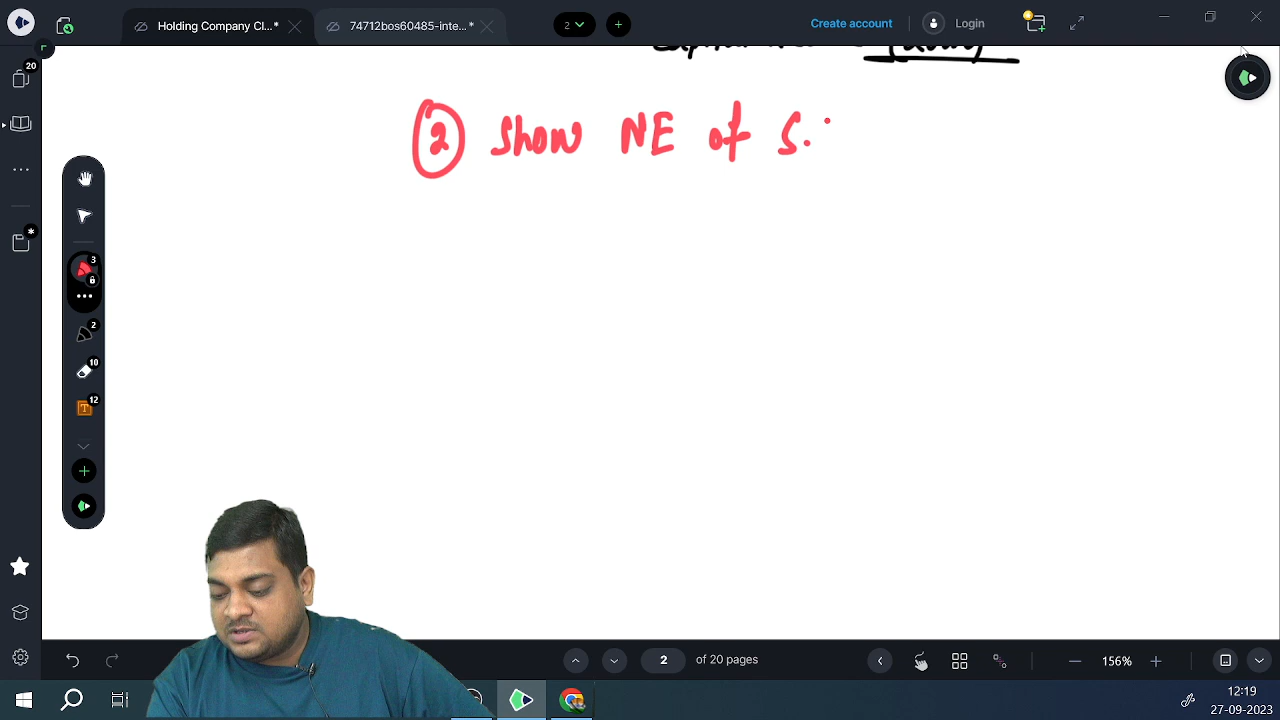 Holding Company Cl...*
74712bos60485-inte...*
2
Create account
Login
20
② Show NE of S.
3
2
10
12
2
of 20 pages
156%
12:19
27-09-2023